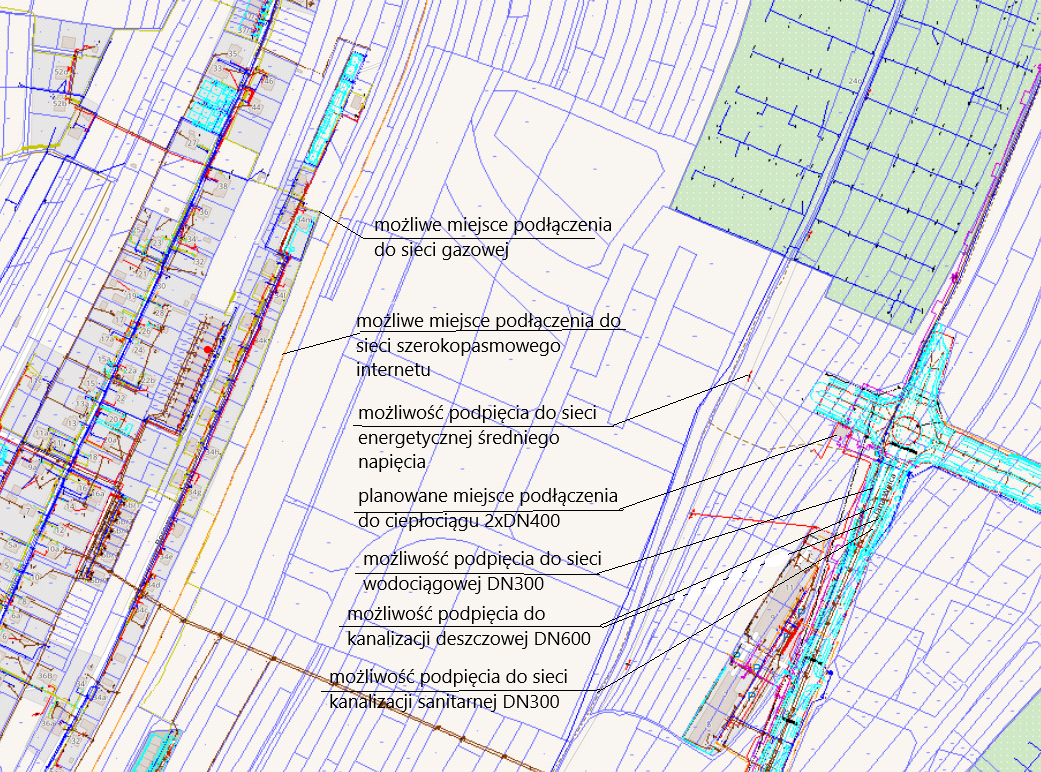 możliwe miejsce podłączenia
do sieci gazowej
możliwe miejsce podłączenia do
sieci szerokopasmowego
internetu
możliwość podpięcia do sieci
energetycznej średniego
napięcia
planowane miejsce podłączenia
do ciepłociągu 2xDN400
możliwość podpięcia do sieci
wodociągowej DN300
możliwość podpięcia do
kanalizacji deszczowej DN600
możliwość podpięcia do sieci
kanalizacji sanitarnej DN300